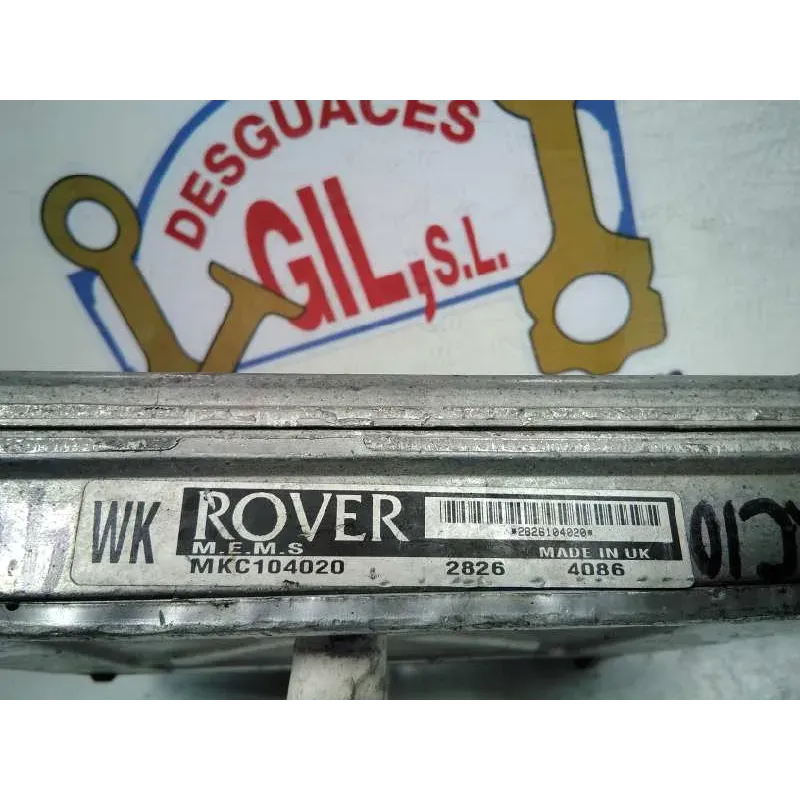 DESGUACES
GIL, S.L.
WK
ROVER
M.E.M.S
*2826104020*
MADE IN UK
MKC104020 2826 4086